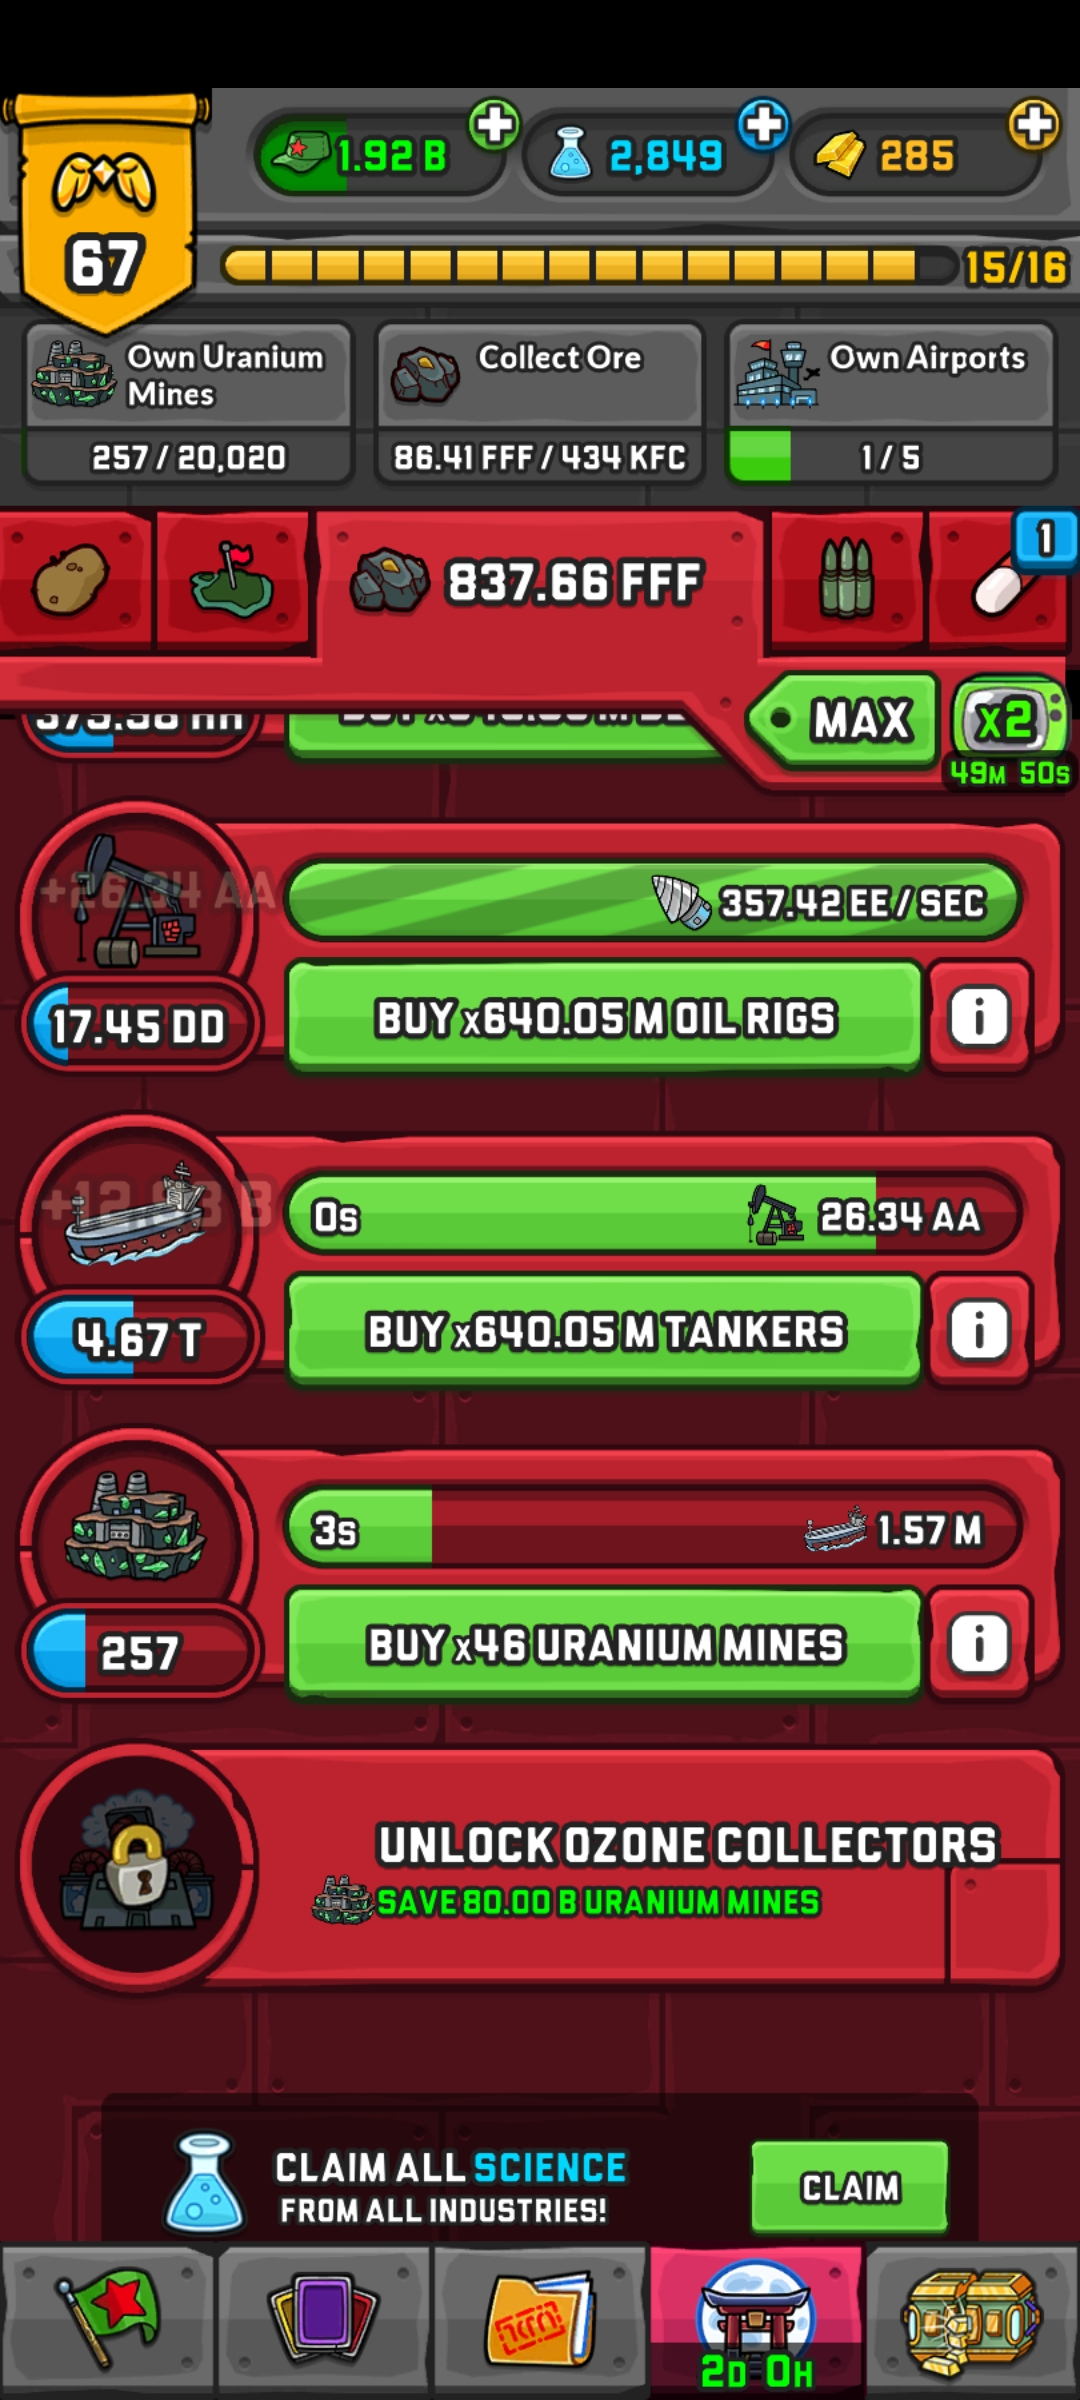 1.92 B
2,849
285
67
15/16
Own Uranium
Mines
257 / 20,020
Collect Ore
86.41 FFF / 434 KFC
Own Airports
1 / 5
837.66 FFF
1
MAX
x2
49M 50S
+26.34 AA
357.42 EE / SEC
17.45 DD
BUY x640.05 M OIL RIGS
i
0s
26.34 AA
4.67 T
BUY x640.05 M TANKERS
i
3s
1.57 M
257
BUY x46 URANIUM MINES
i
UNLOCK OZONE COLLECTORS
SAVE 80.00 B URANIUM MINES
CLAIM ALL SCIENCE
FROM ALL INDUSTRIES!
CLAIM
2D 0H